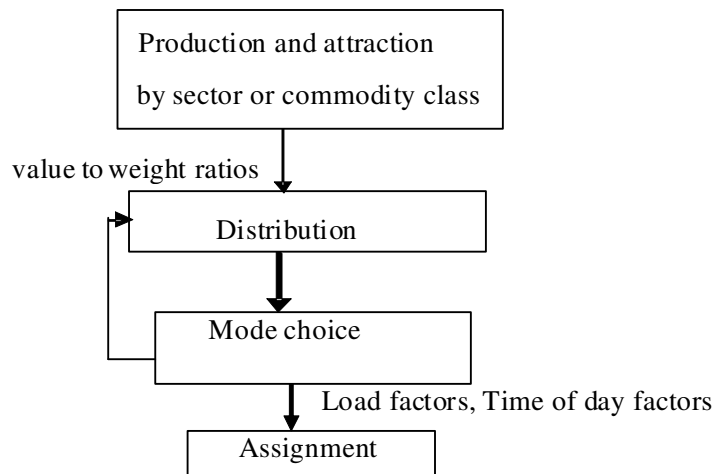 Production and attraction
by sector or commodity class
value to weight ratios
Distribution
Mode choice
Load factors, Time of day factors
Assignment